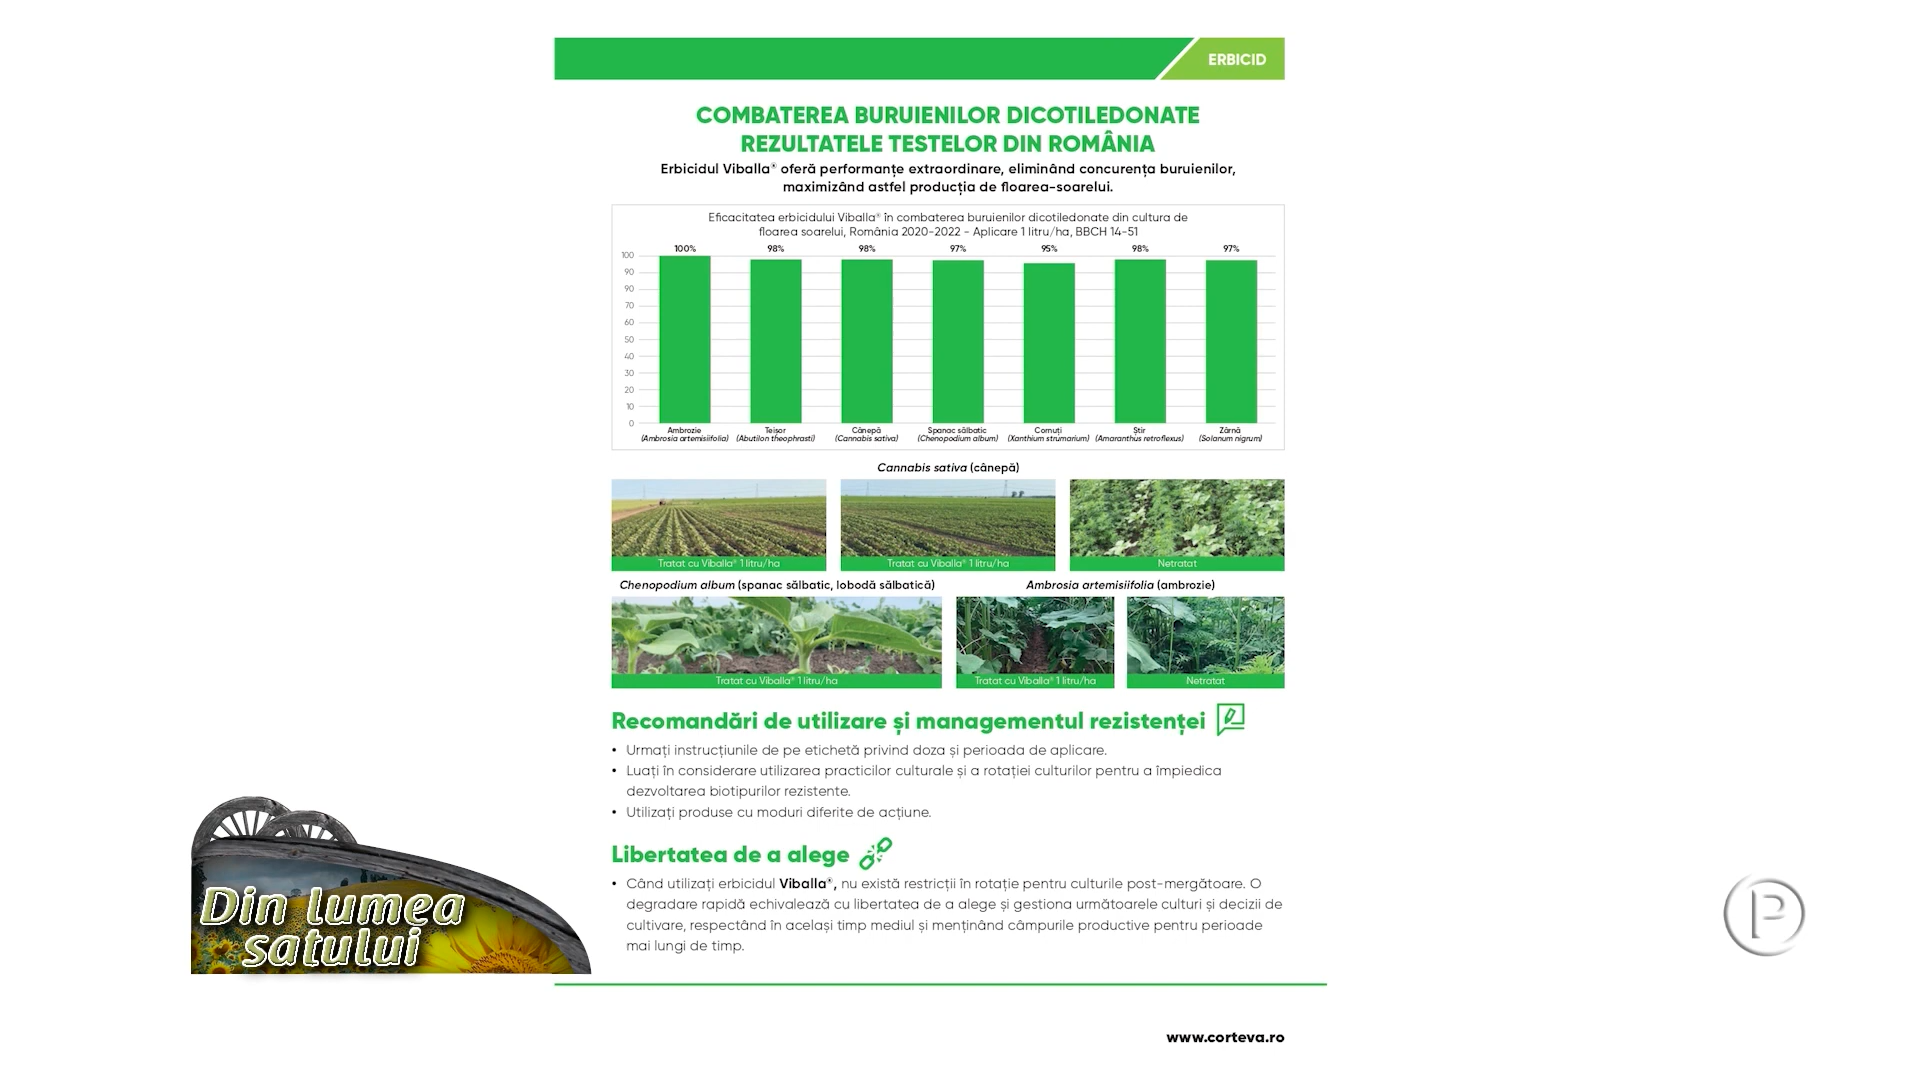 ERBICID
COMBATEREA BURUIENILOR DICOTILEDONATE
REZULTATELE TESTELOR DIN ROMÂNIA
Erbicidul Viballa® oferă performanțe extraordinare, eliminând concurența buruienilor,
maximizând astfel producția de floarea-soarelui.
Eficacitatea erbicidului Viballa® în combaterea buruienilor dicotiledonate din cultura de
floarea soarelui, România 2020-2022 - Aplicare 1 litru/ha, BBCH 14-51
100% 98% 98% 97% 95% 98% 97%
100
90
90
70
60
50
40
30
20
10
0
Ambrozie Teișor Cânepă Spanac sălbatic Cornuți Știr Zârnă
(Ambrosia artemisiifolia) (Abutilon theophrasti) (Cannabis sativa) (Chenopodium album) (Xanthium strumarium) (Amaranthus retroflexus) (Solanum nigrum)
Cannabis sativa (cânepă)
Tratat cu Viballa® 1 litru/ha Tratat cu Viballa® 1 litru/ha Netratat
Chenopodium album (spanac sălbatic, lobodă sălbatică) Ambrosia artemisiifolia (ambrozie)
Tratat cu Viballa® 1 litru/ha Tratat cu Viballa® 1 litru/ha Netratat
Recomandări de utilizare și managementul rezistenței
• Urmați instrucțiunile de pe etichetă privind doza și perioada de aplicare.
• Luați în considerare utilizarea practicilor culturale și a rotației culturilor pentru a împiedica
dezvoltarea biotipurilor rezistente.
• Utilizați produse cu moduri diferite de acțiune.
Libertatea de a alege
• Când utilizați erbicidul Viballa®, nu există restricții în rotație pentru culturile post-mergătoare. O
degradare rapidă echivalează cu libertatea de a alege și gestiona următoarele culturi și decizii de
cultivare, respectând în același timp mediul și menținând câmpurile productive pentru perioade
mai lungi de timp.
Din lumea
satului
P
www.corteva.ro